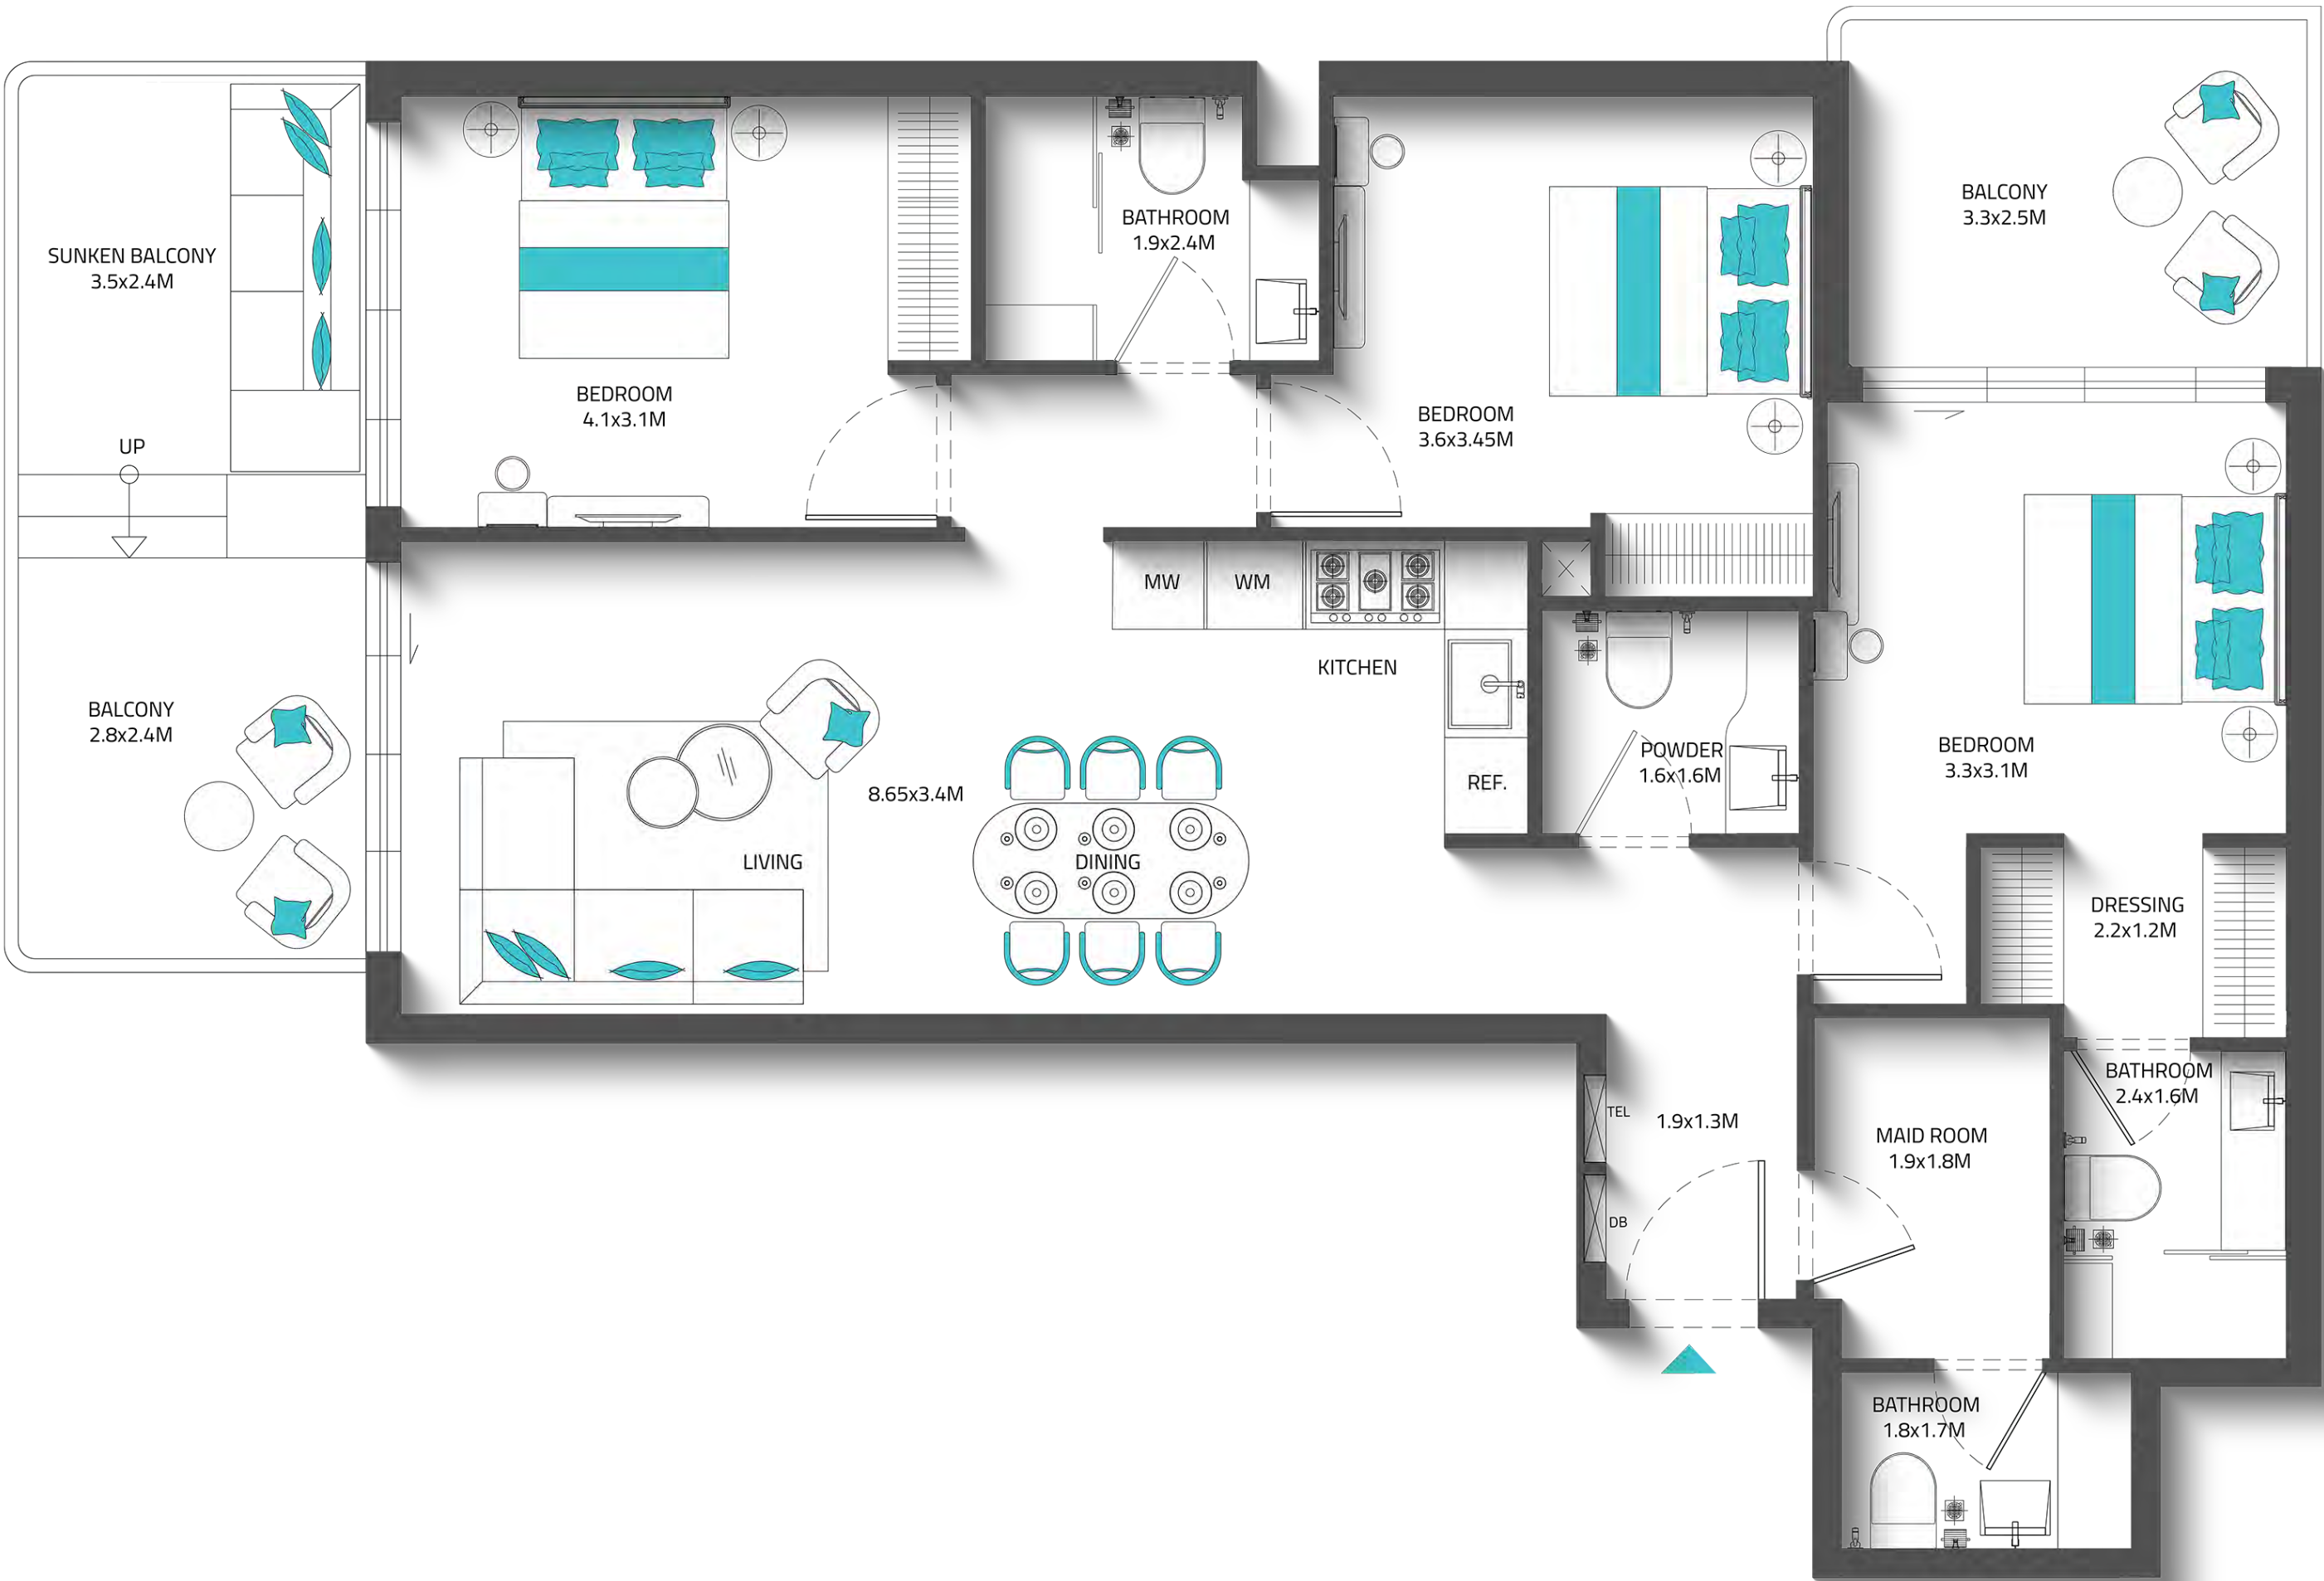 BALCONY
3.3x2.5M
BATHROOM
1.9x2.4M
SUNKEN BALCONY
3.5x2.4M
BEDROOM
4.1x3.1M
BEDROOM
3.6x3.45M
UP
MW
WM
KITCHEN
REF.
BALCONY
2.8x2.4M
POWDER
1.6x1.6M
BEDROOM
3.3x3.1M
8.65x3.4M
LIVING
DINING
DRESSING
2.2x1.2M
BATHROOM
2.4x1.6M
TEL
1.9x1.3M
MAID ROOM
1.9x1.8M
DB
BATHROOM
1.8x1.7M